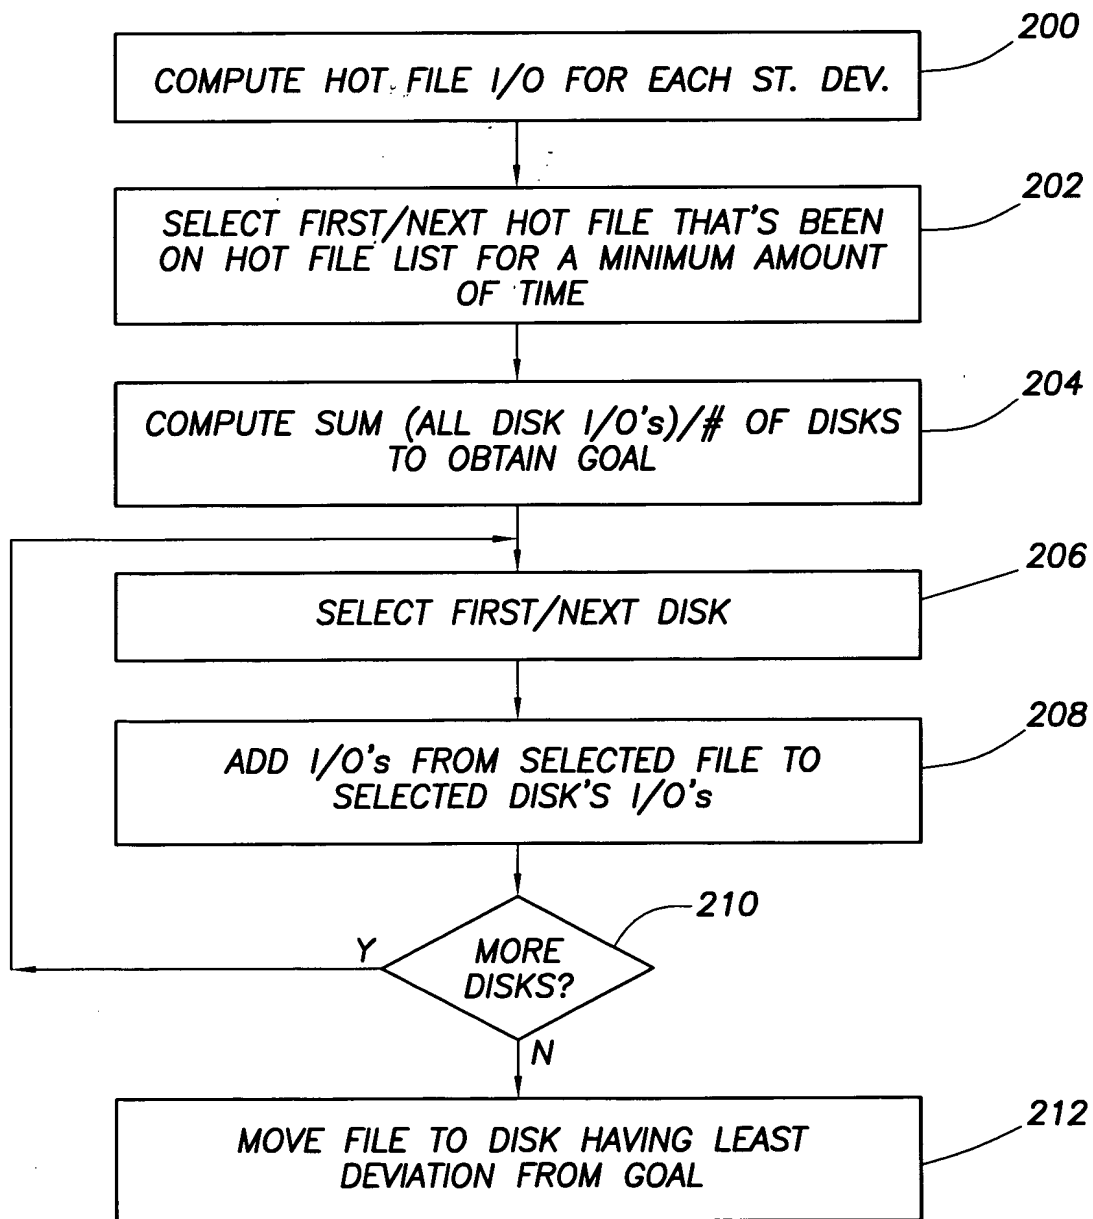 200
COMPUTE HOT FILE I/O FOR EACH ST. DEV.
202
SELECT FIRST/NEXT HOT FILE THAT'S BEEN
ON HOT FILE LIST FOR A MINIMUM AMOUNT
OF TIME
204
COMPUTE SUM (ALL DISK I/O's)/# OF DISKS
TO OBTAIN GOAL
206
SELECT FIRST/NEXT DISK
208
ADD I/O's FROM SELECTED FILE TO
SELECTED DISK'S I/O's
210
Y
MORE
DISKS?
N
212
MOVE FILE TO DISK HAVING LEAST
DEVIATION FROM GOAL